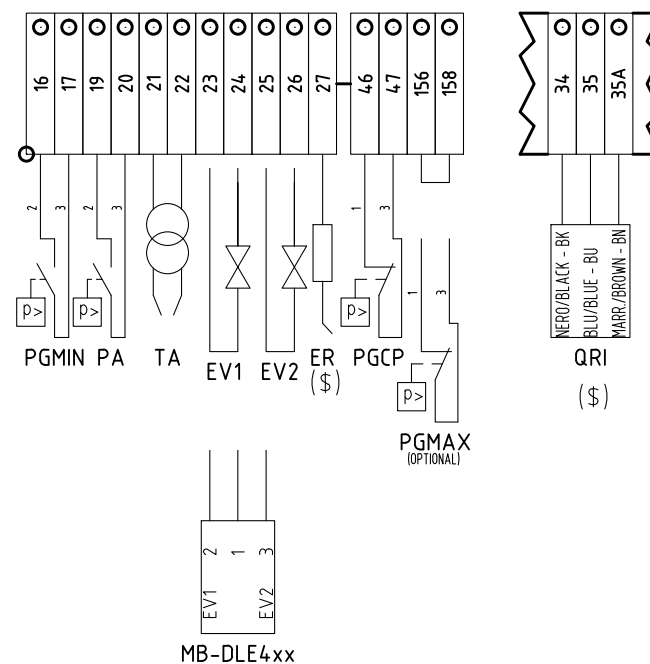 16 17 19 20 21 22 23 24 25 26 27 46 47 156 158 34 35 35A
2 3 2 3 1 3
1 3
NERO/BLACK - BK
BLU/BLUE - BU
MARR./BROWN - BN
p> p> p>
PGMIN PA TA EV1 EV2 ER PGCP QRI
($) ($)
p>
PGMAX
(OPTIONAL)
2 1 3
EV1 EV2
MB-DLE4xx